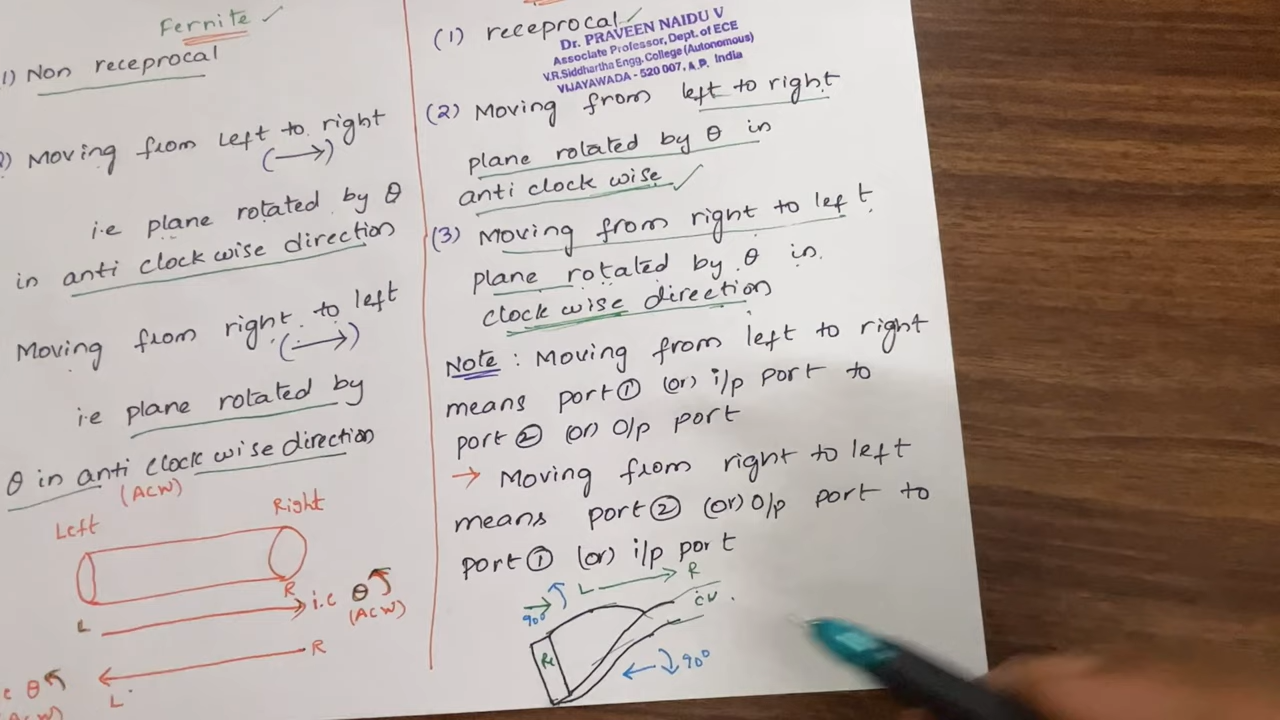 Fernite ✓
1) Non receprocal
) Moving from Left to right
(→)
i.e plane rotated by θ
in anti clock wise direction
Moving from right to left
(→)
i.e plane rotated by
θ in anti clock wise direction
(ACW)
Left
Right
R
L → i.e θ
(ACW)
R
L
e θ
ACW)
(1) receprocal ✓
Dr. PRAVEEN NAIDU V
Associate Professor, Dept. of ECE
V.R.Siddhartha Engg. College (Autonomous)
VIJAYAWADA - 520 007, A.P. India
(2) Moving from left to right
plane rotated by θ in
anti clock wise ✓
(3) Moving from right to left
plane rotated by θ in
clock wise direction
Note : Moving from left to right
means port ① (or) i/p port to
port ② (or) o/p port
→ Moving from right to left
means port ② (or) o/p port to
port ① (or) i/p port
L → R
90°
cw
← 90°